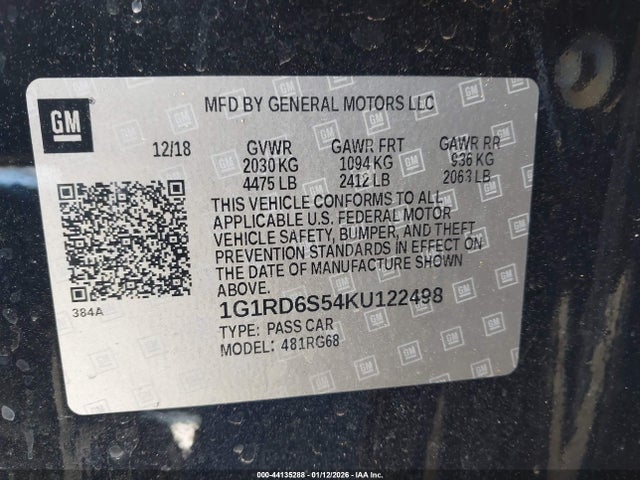 GM
MFD BY GENERAL MOTORS LLC
12/18 GVWR GAWR FRT GAWR RR
2030 KG 1094 KG 936 KG
4475 LB 2412 LB 2063 LB
THIS VEHICLE CONFORMS TO ALL
APPLICABLE U.S. FEDERAL MOTOR
VEHICLE SAFETY, BUMPER, AND THEFT
PREVENTION STANDARDS IN EFFECT ON
THE DATE OF MANUFACTURE SHOWN
ABOVE.
384A
1G1RD6S54KU122498
TYPE: PASS CAR
MODEL: 481RG68
000-44135288 - 01/12/2026 - IAA Inc.